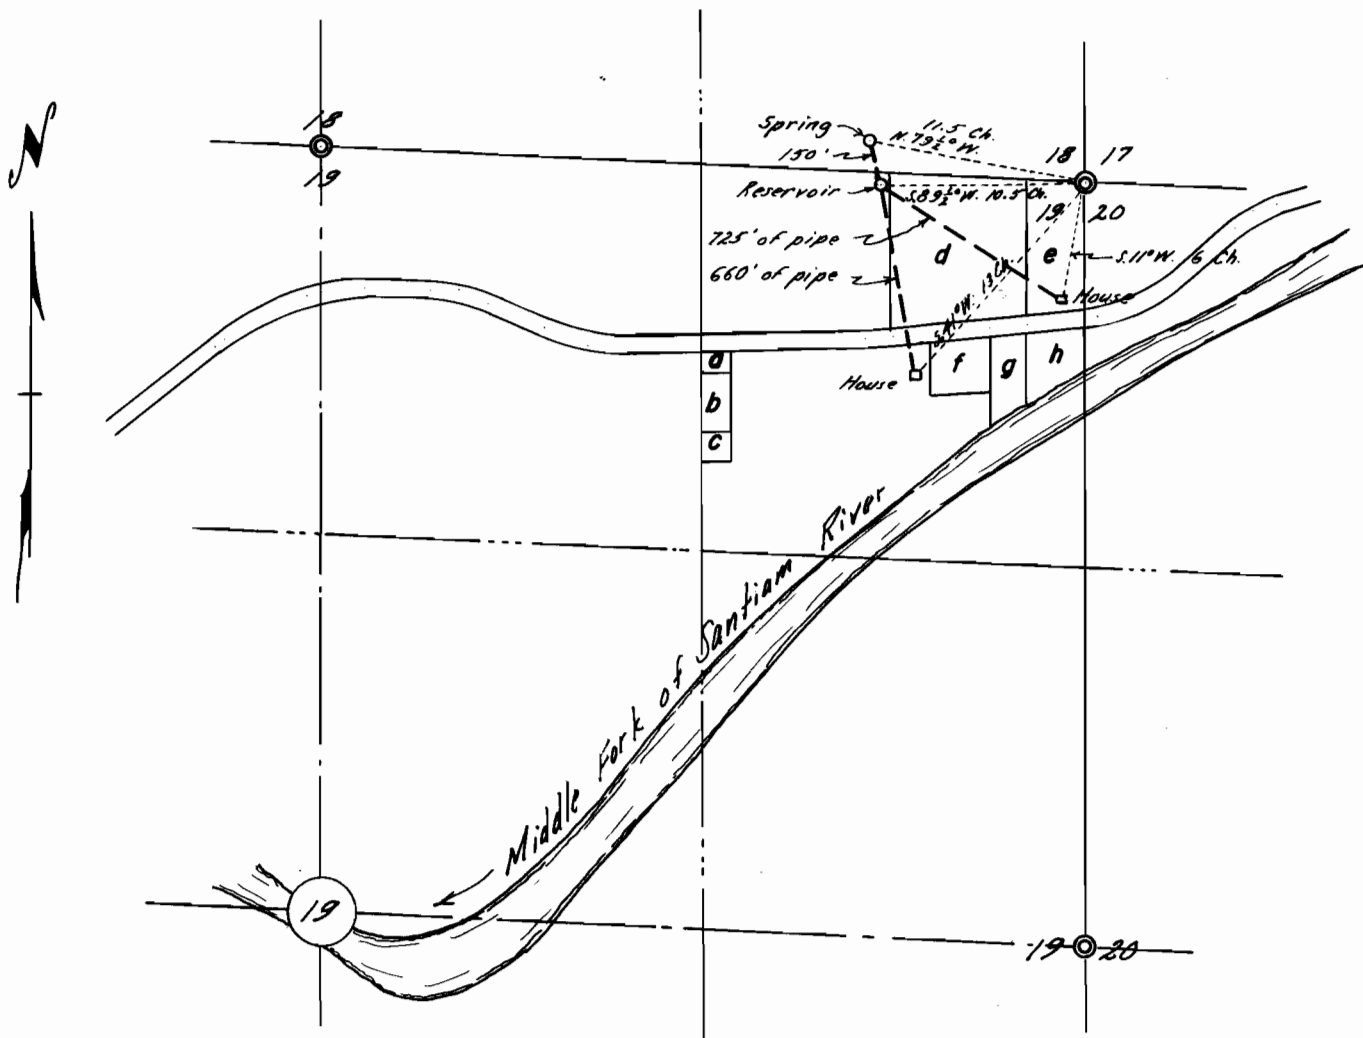 N
18
19
Spring
150'
11.5 Ch.
N. 79½° W.
18 17
Reservoir
S. 89½° W. 10.5 Ch.
19 20
725' of pipe
660' of pipe
d
e
S. 11° W. 6 Ch.
House
S. 41° W. 13 Ch.
a
b
c
House
f
g
h
Middle Fork of Santiam River
19
19 20